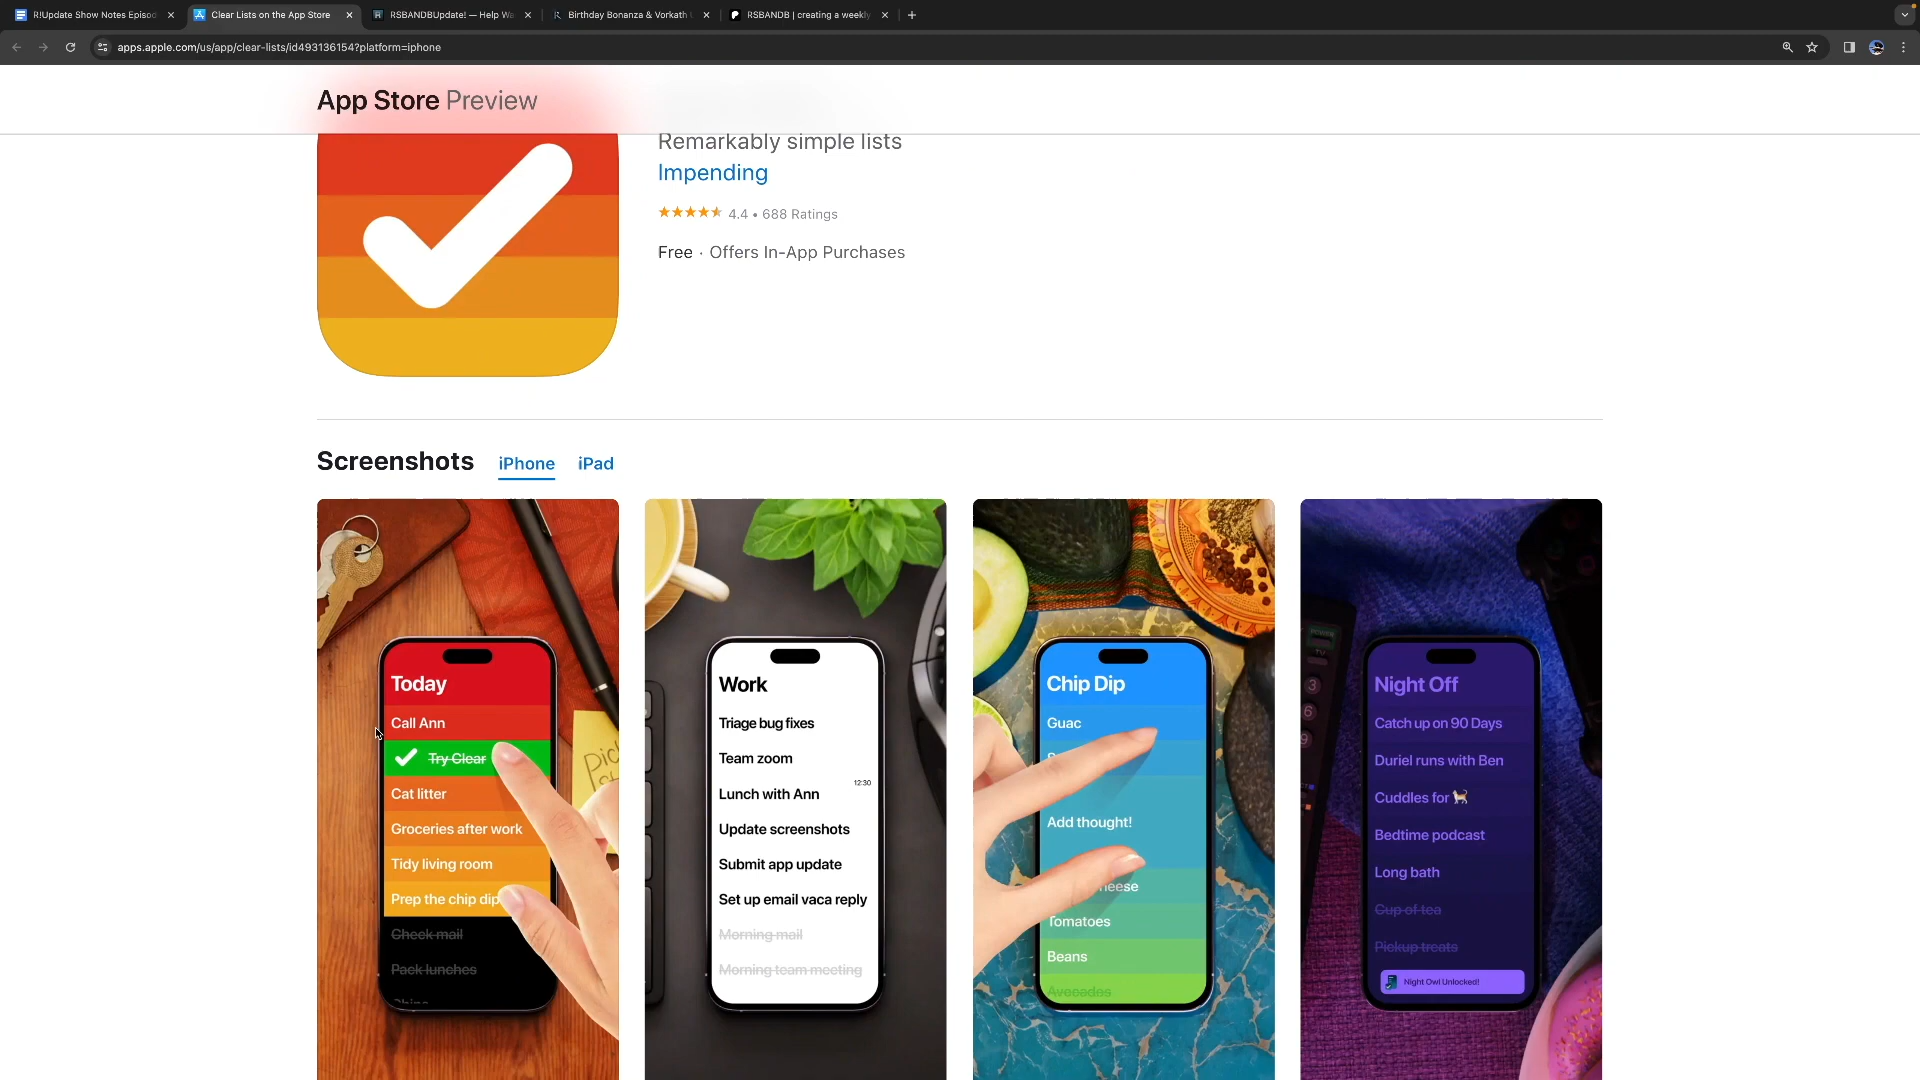 R!Update Show Notes Episod
Clear Lists on the App Store
RSBANDBUpdate! — Help Wa
Birthday Bonanza & Vorkath
RSBANDB | creating a weekly
apps.apple.com/us/app/clear-lists/id493136154?platform=iphone
App Store Preview
Remarkably simple lists
Impending
4.4 • 688 Ratings
Free · Offers In-App Purchases
Screenshots iPhone iPad
Today
Call Ann
Try Clear
Cat litter
Groceries after work
Tidy living room
Prep the chip dip
Check mail
Pack lunches
Work
Triage bug fixes
Team zoom
12:30
Lunch with Ann
Update screenshots
Submit app update
Set up email vaca reply
Morning mail
Morning team meeting
Chip Dip
Guac
Add thought!
Tomatoes
Beans
Avocados
3
6
9
Night Off
Catch up on 90 Days
Duriel runs with Ben
Cuddles for 🐈
Bedtime podcast
Long bath
Cup of tea
Pickup treats
Night Owl Unlocked!